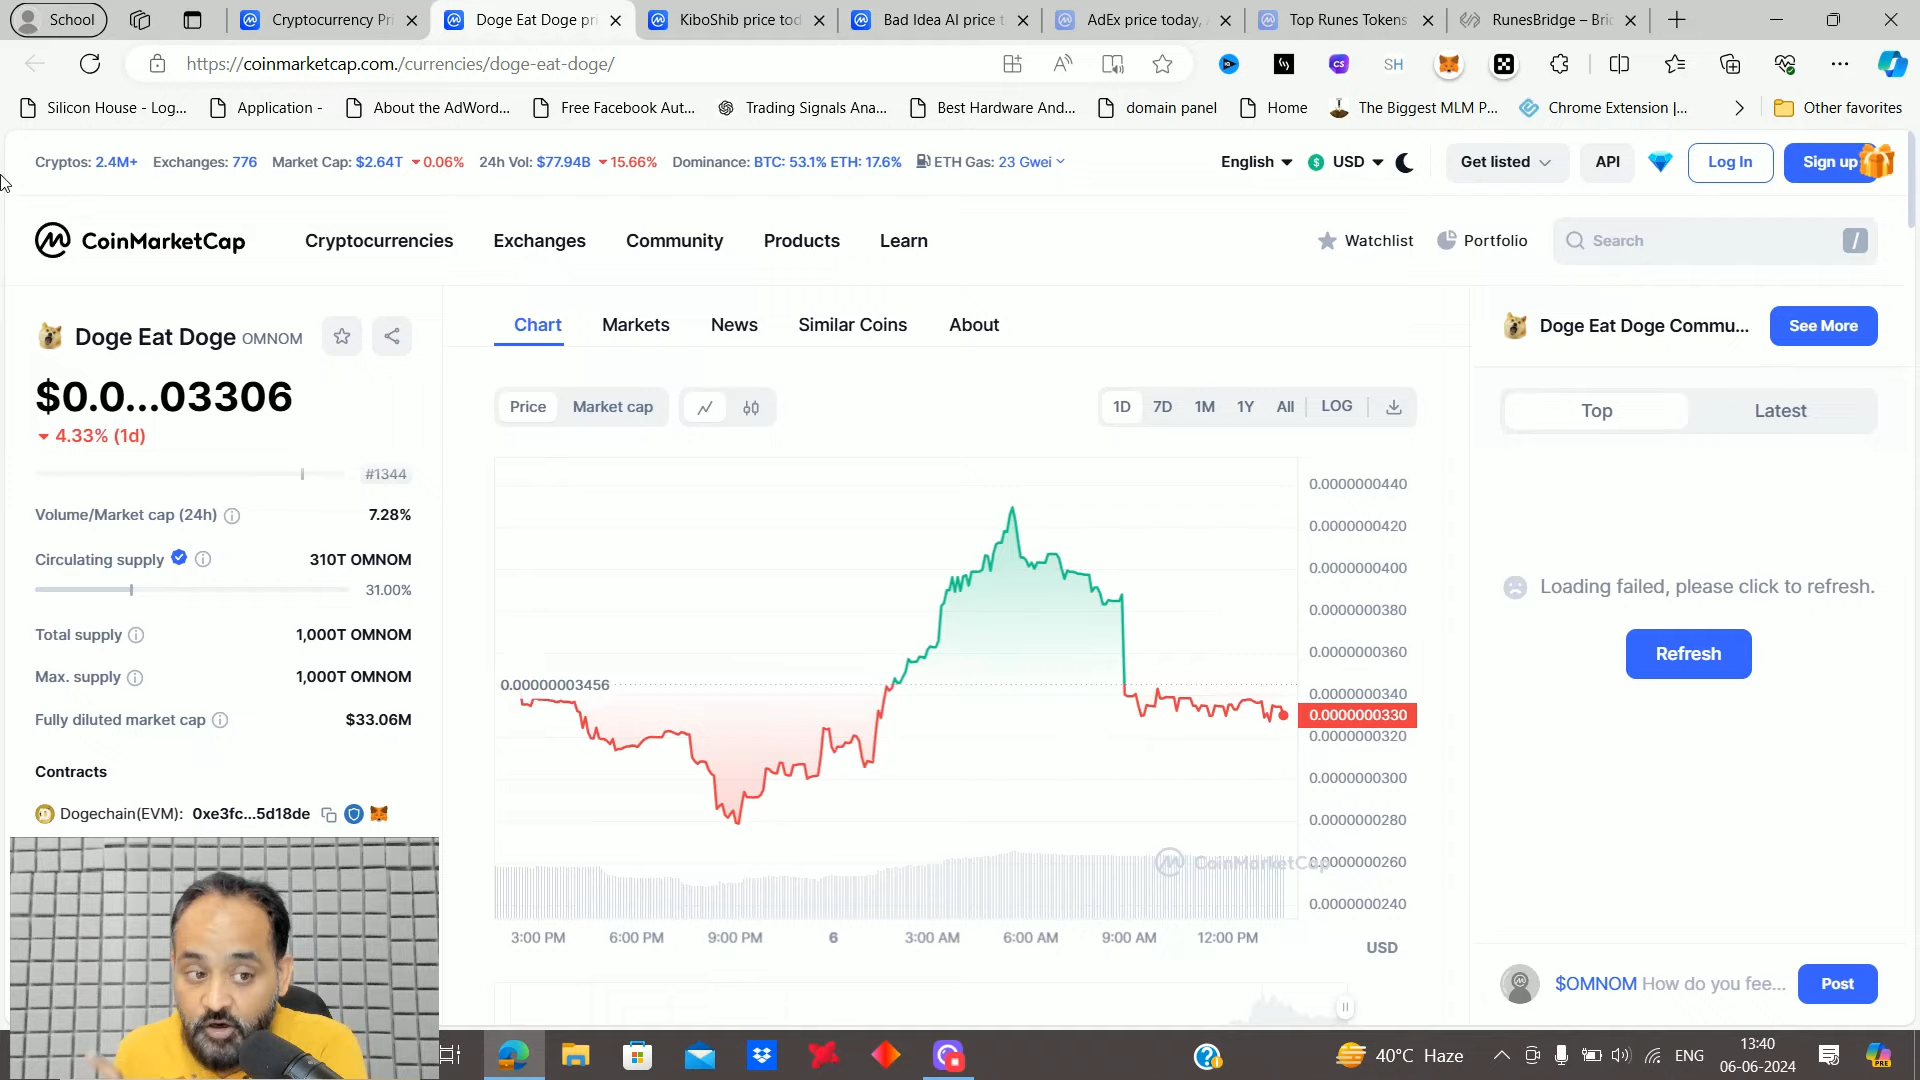 School
Cryptocurrency Pri
Doge Eat Doge pri
KiboShib price tod
Bad Idea AI price t
AdEx price today,
Top Runes Tokens
RunesBridge – Bri
https://coinmarketcap.com./currencies/doge-eat-doge/
Silicon House - Log...
Application -
About the AdWord...
Free Facebook Aut...
Trading Signals Ana...
Best Hardware And...
domain panel
Home
The Biggest MLM P...
Chrome Extension |...
Other favorites
Cryptos: 2.4M+ Exchanges: 776 Market Cap: $2.64T 0.06% 24h Vol: $77.94B 15.66% Dominance: BTC: 53.1% ETH: 17.6% ETH Gas: 23 Gwei
English USD Get listed API Log In Sign up
CoinMarketCap
Cryptocurrencies Exchanges Community Products Learn
Watchlist Portfolio Search /
Doge Eat Doge OMNOM
$0.0...03306
4.33% (1d)
#1344
Volume/Market cap (24h) 7.28%
Circulating supply 310T OMNOM
31.00%
Total supply 1,000T OMNOM
Max. supply 1,000T OMNOM
Fully diluted market cap $33.06M
Contracts
Dogechain(EVM): 0xe3fc...5d18de
Chart Markets News Similar Coins About
Price Market cap
1D 7D 1M 1Y All LOG
0.0000000440
0.0000000420
0.0000000400
0.0000000380
0.0000000360
0.00000003456
0.0000000340
0.0000000330
0.0000000320
0.0000000300
0.0000000280
CoinMarketCap
0.0000000260
0.0000000240
3:00 PM 6:00 PM 9:00 PM 6 3:00 AM 6:00 AM 9:00 AM 12:00 PM
USD
Doge Eat Doge Commu... See More
Top Latest
Loading failed, please click to refresh.
Refresh
$OMNOM How do you fee... Post
40°C Haze
ENG
13:40
06-06-2024